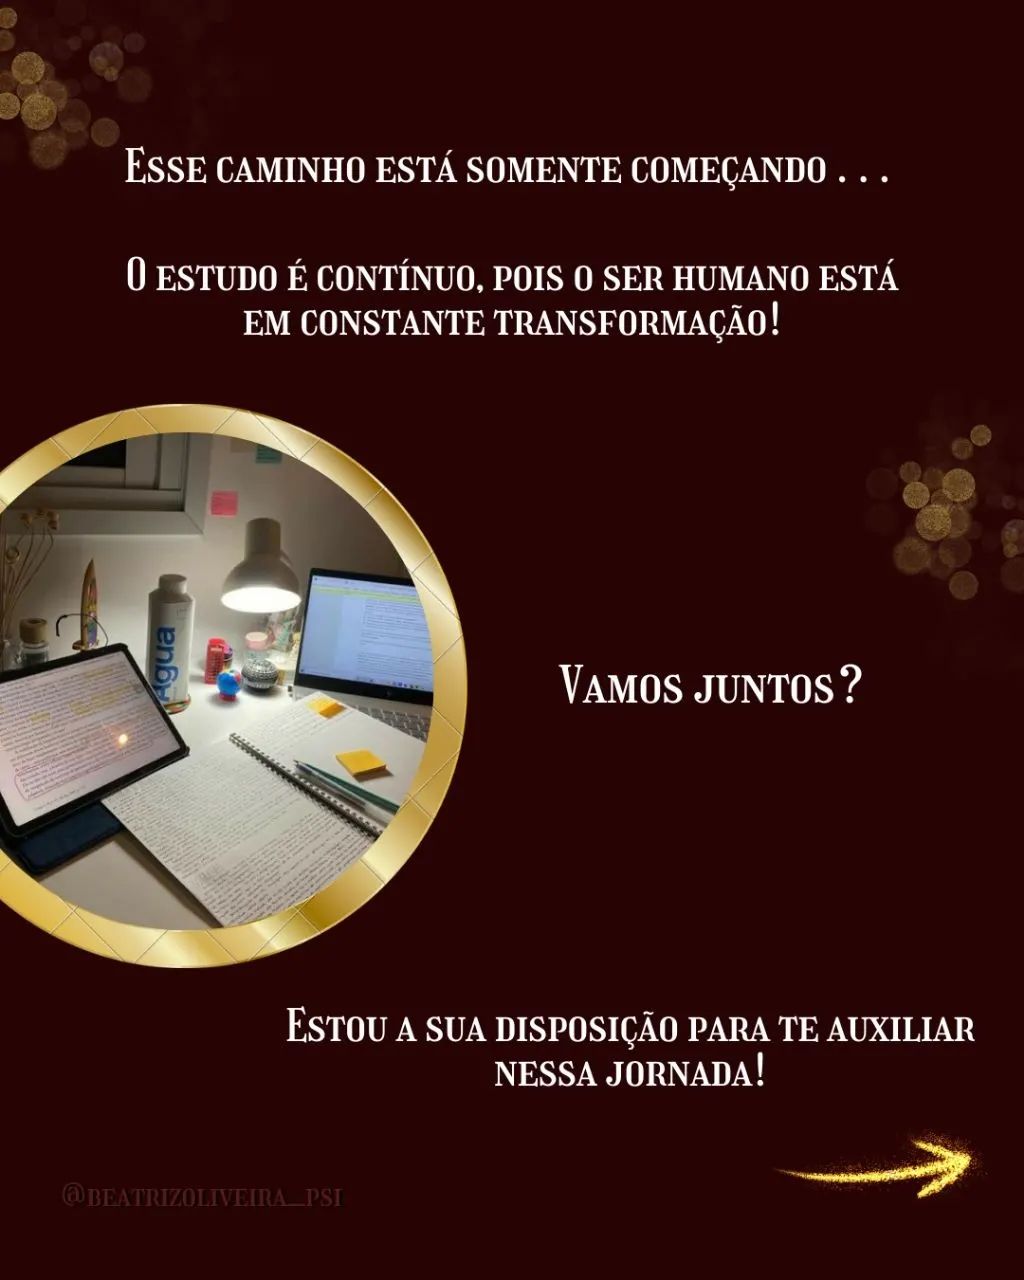 Esse caminho está somente começando . . .
O estudo é contínuo, pois o ser humano está
em constante transformação!
Água
Vamos juntos?
Estou a sua disposição para te auxiliar
nessa jornada!
@beatrizoliveira_psi